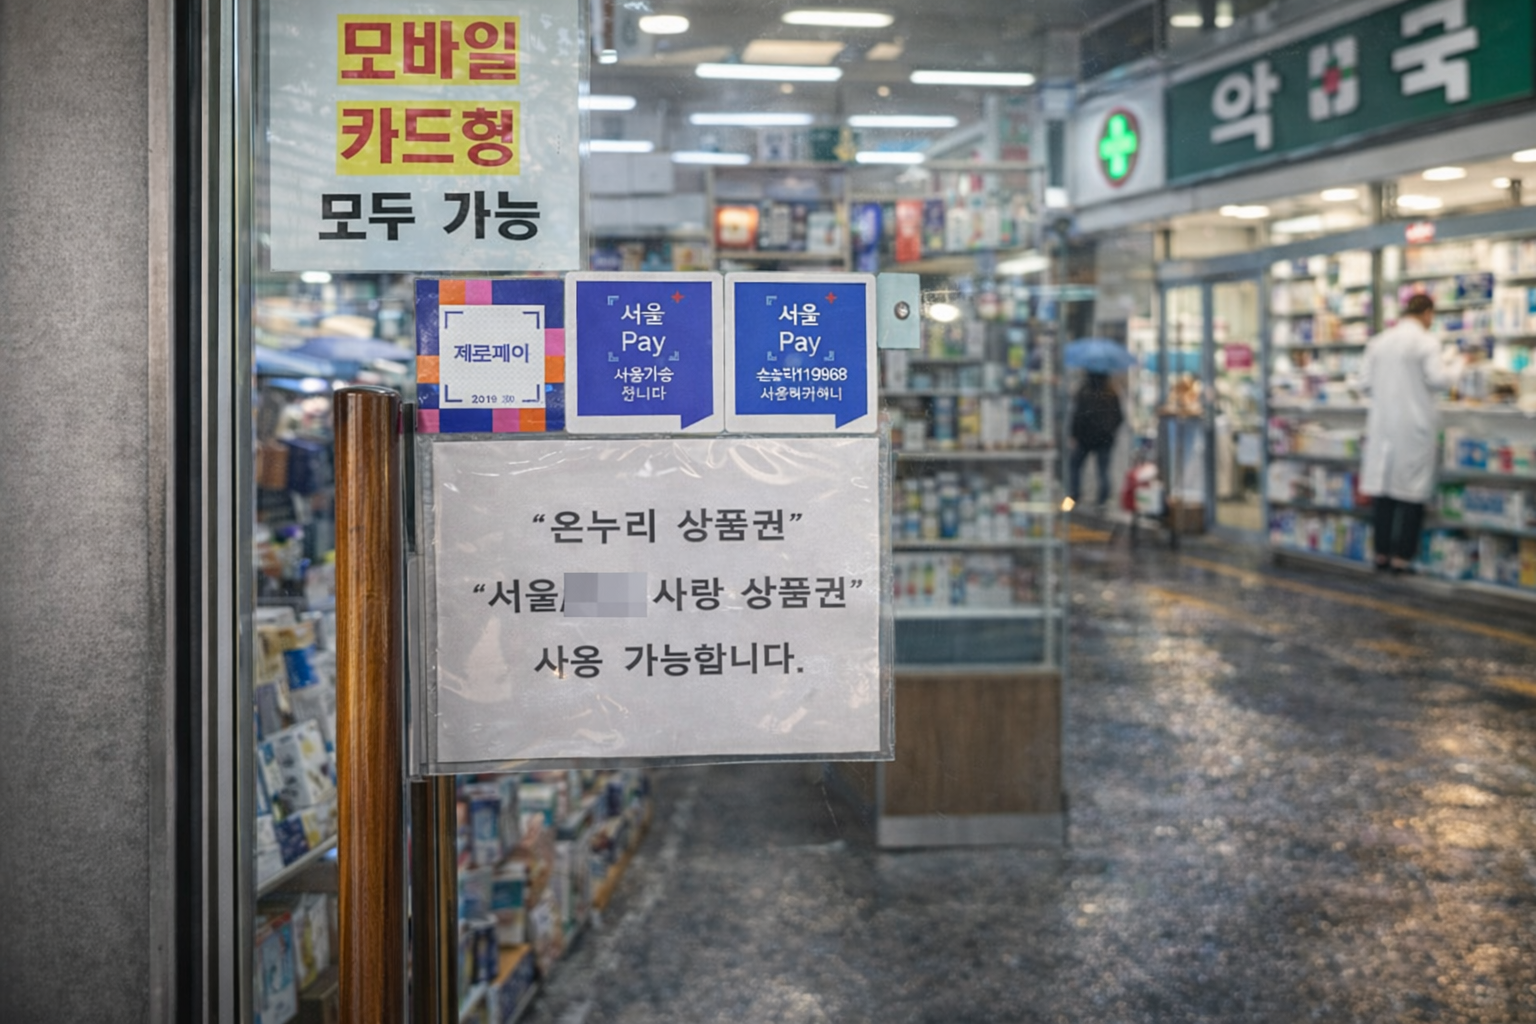 모바일
카드형
모두 가능
약국
제로페이
2019
서울
Pay
서울
Pay
“온누리 상품권”
“서울/ 사랑 상품권”
사용 가능합니다.